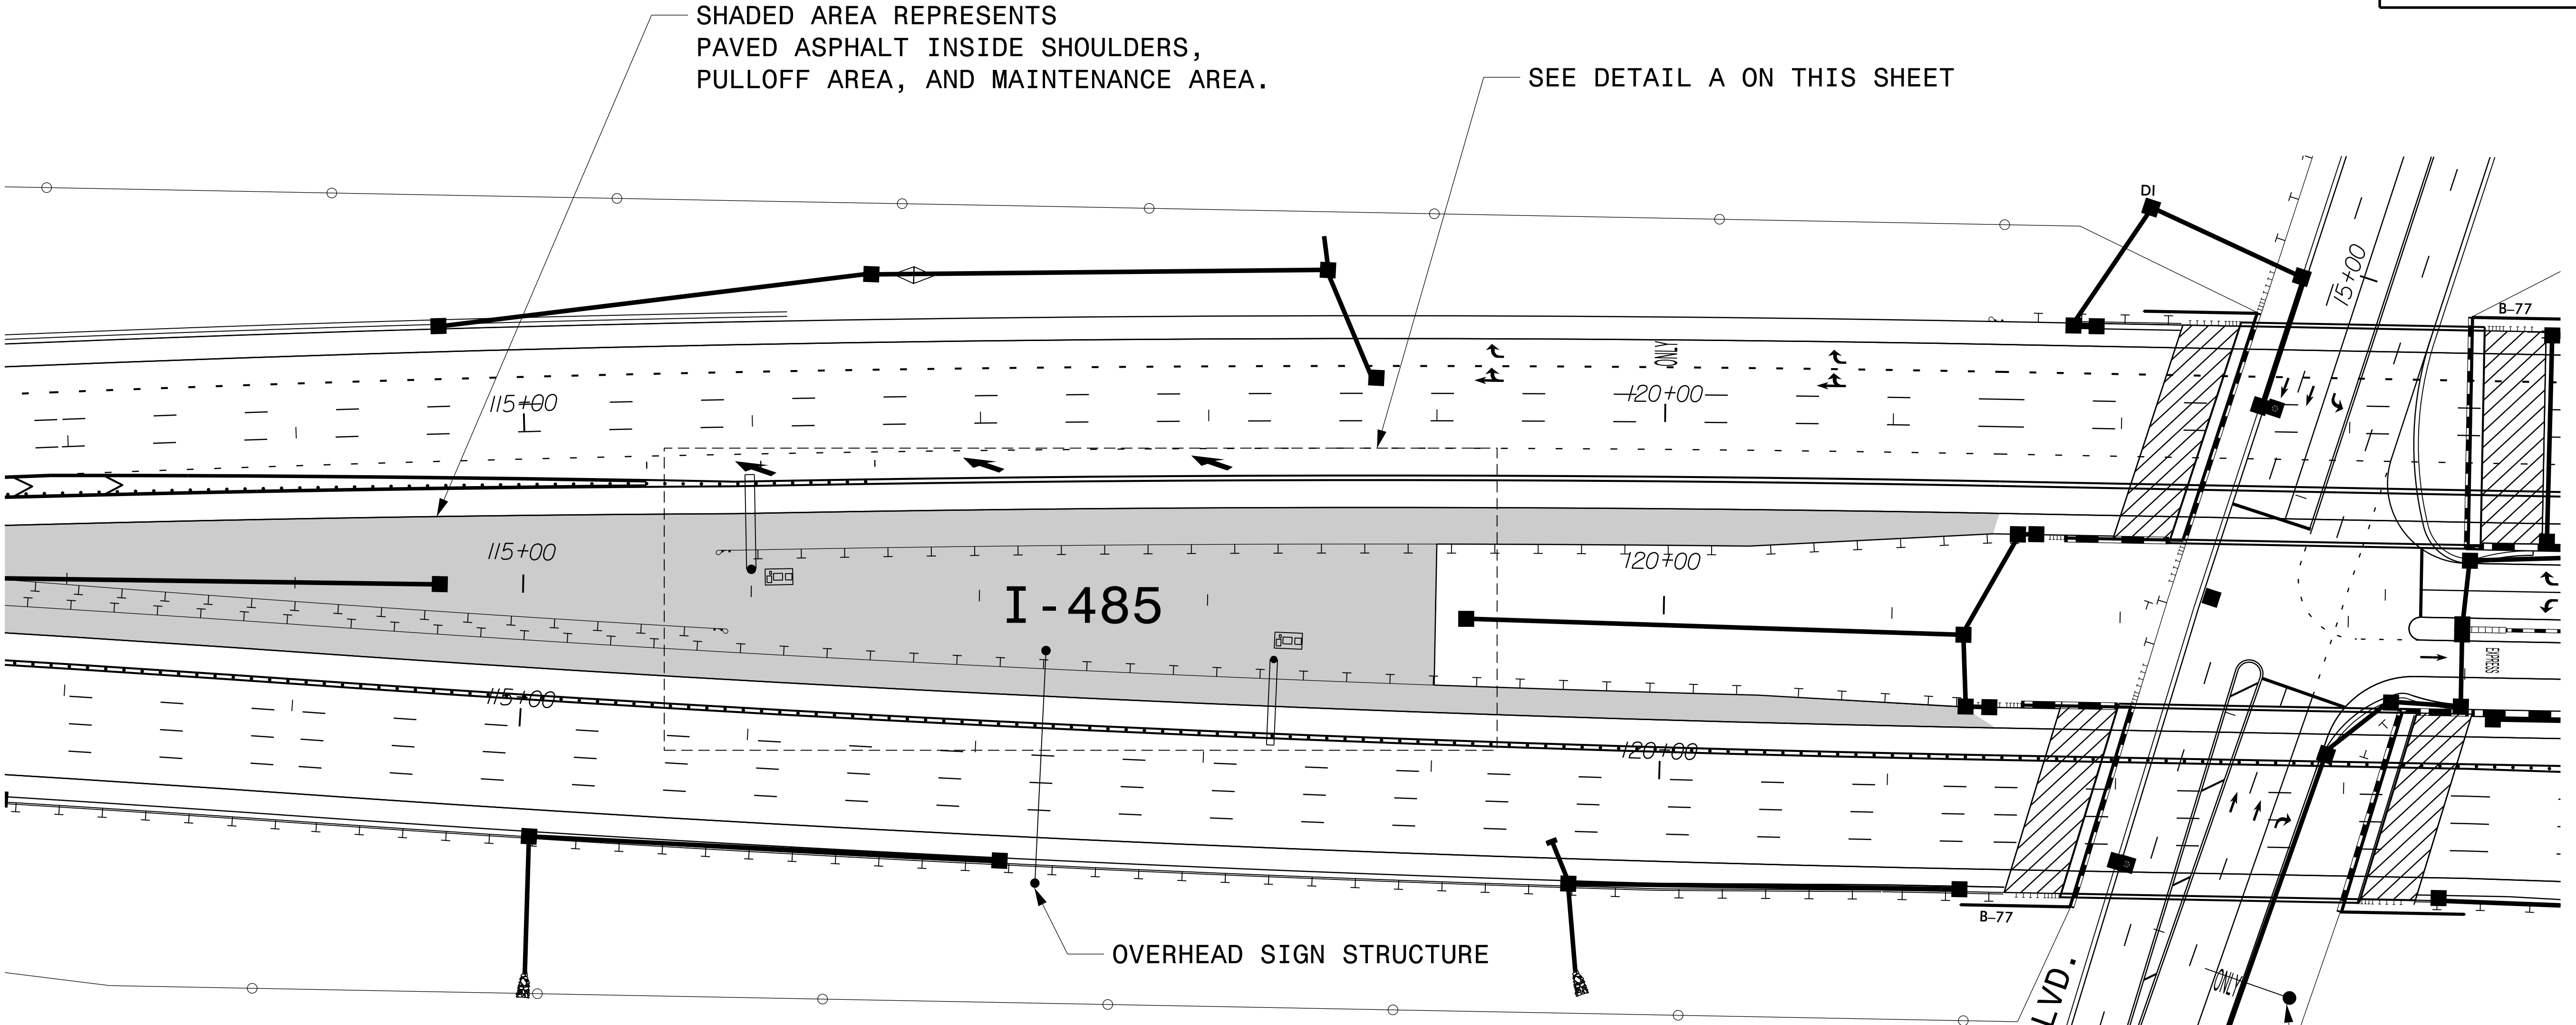 SHADED AREA REPRESENTS
PAVED ASPHALT INSIDE SHOULDERS,
PULLOFF AREA, AND MAINTENANCE AREA.
SEE DETAIL A ON THIS SHEET
DI
15+00
B-77
ONLY
115+00
120+00
115+00
120+00
I-485
EXPRESS
115+00
120+00
B-77
OVERHEAD SIGN STRUCTURE
LVD.
ONLY